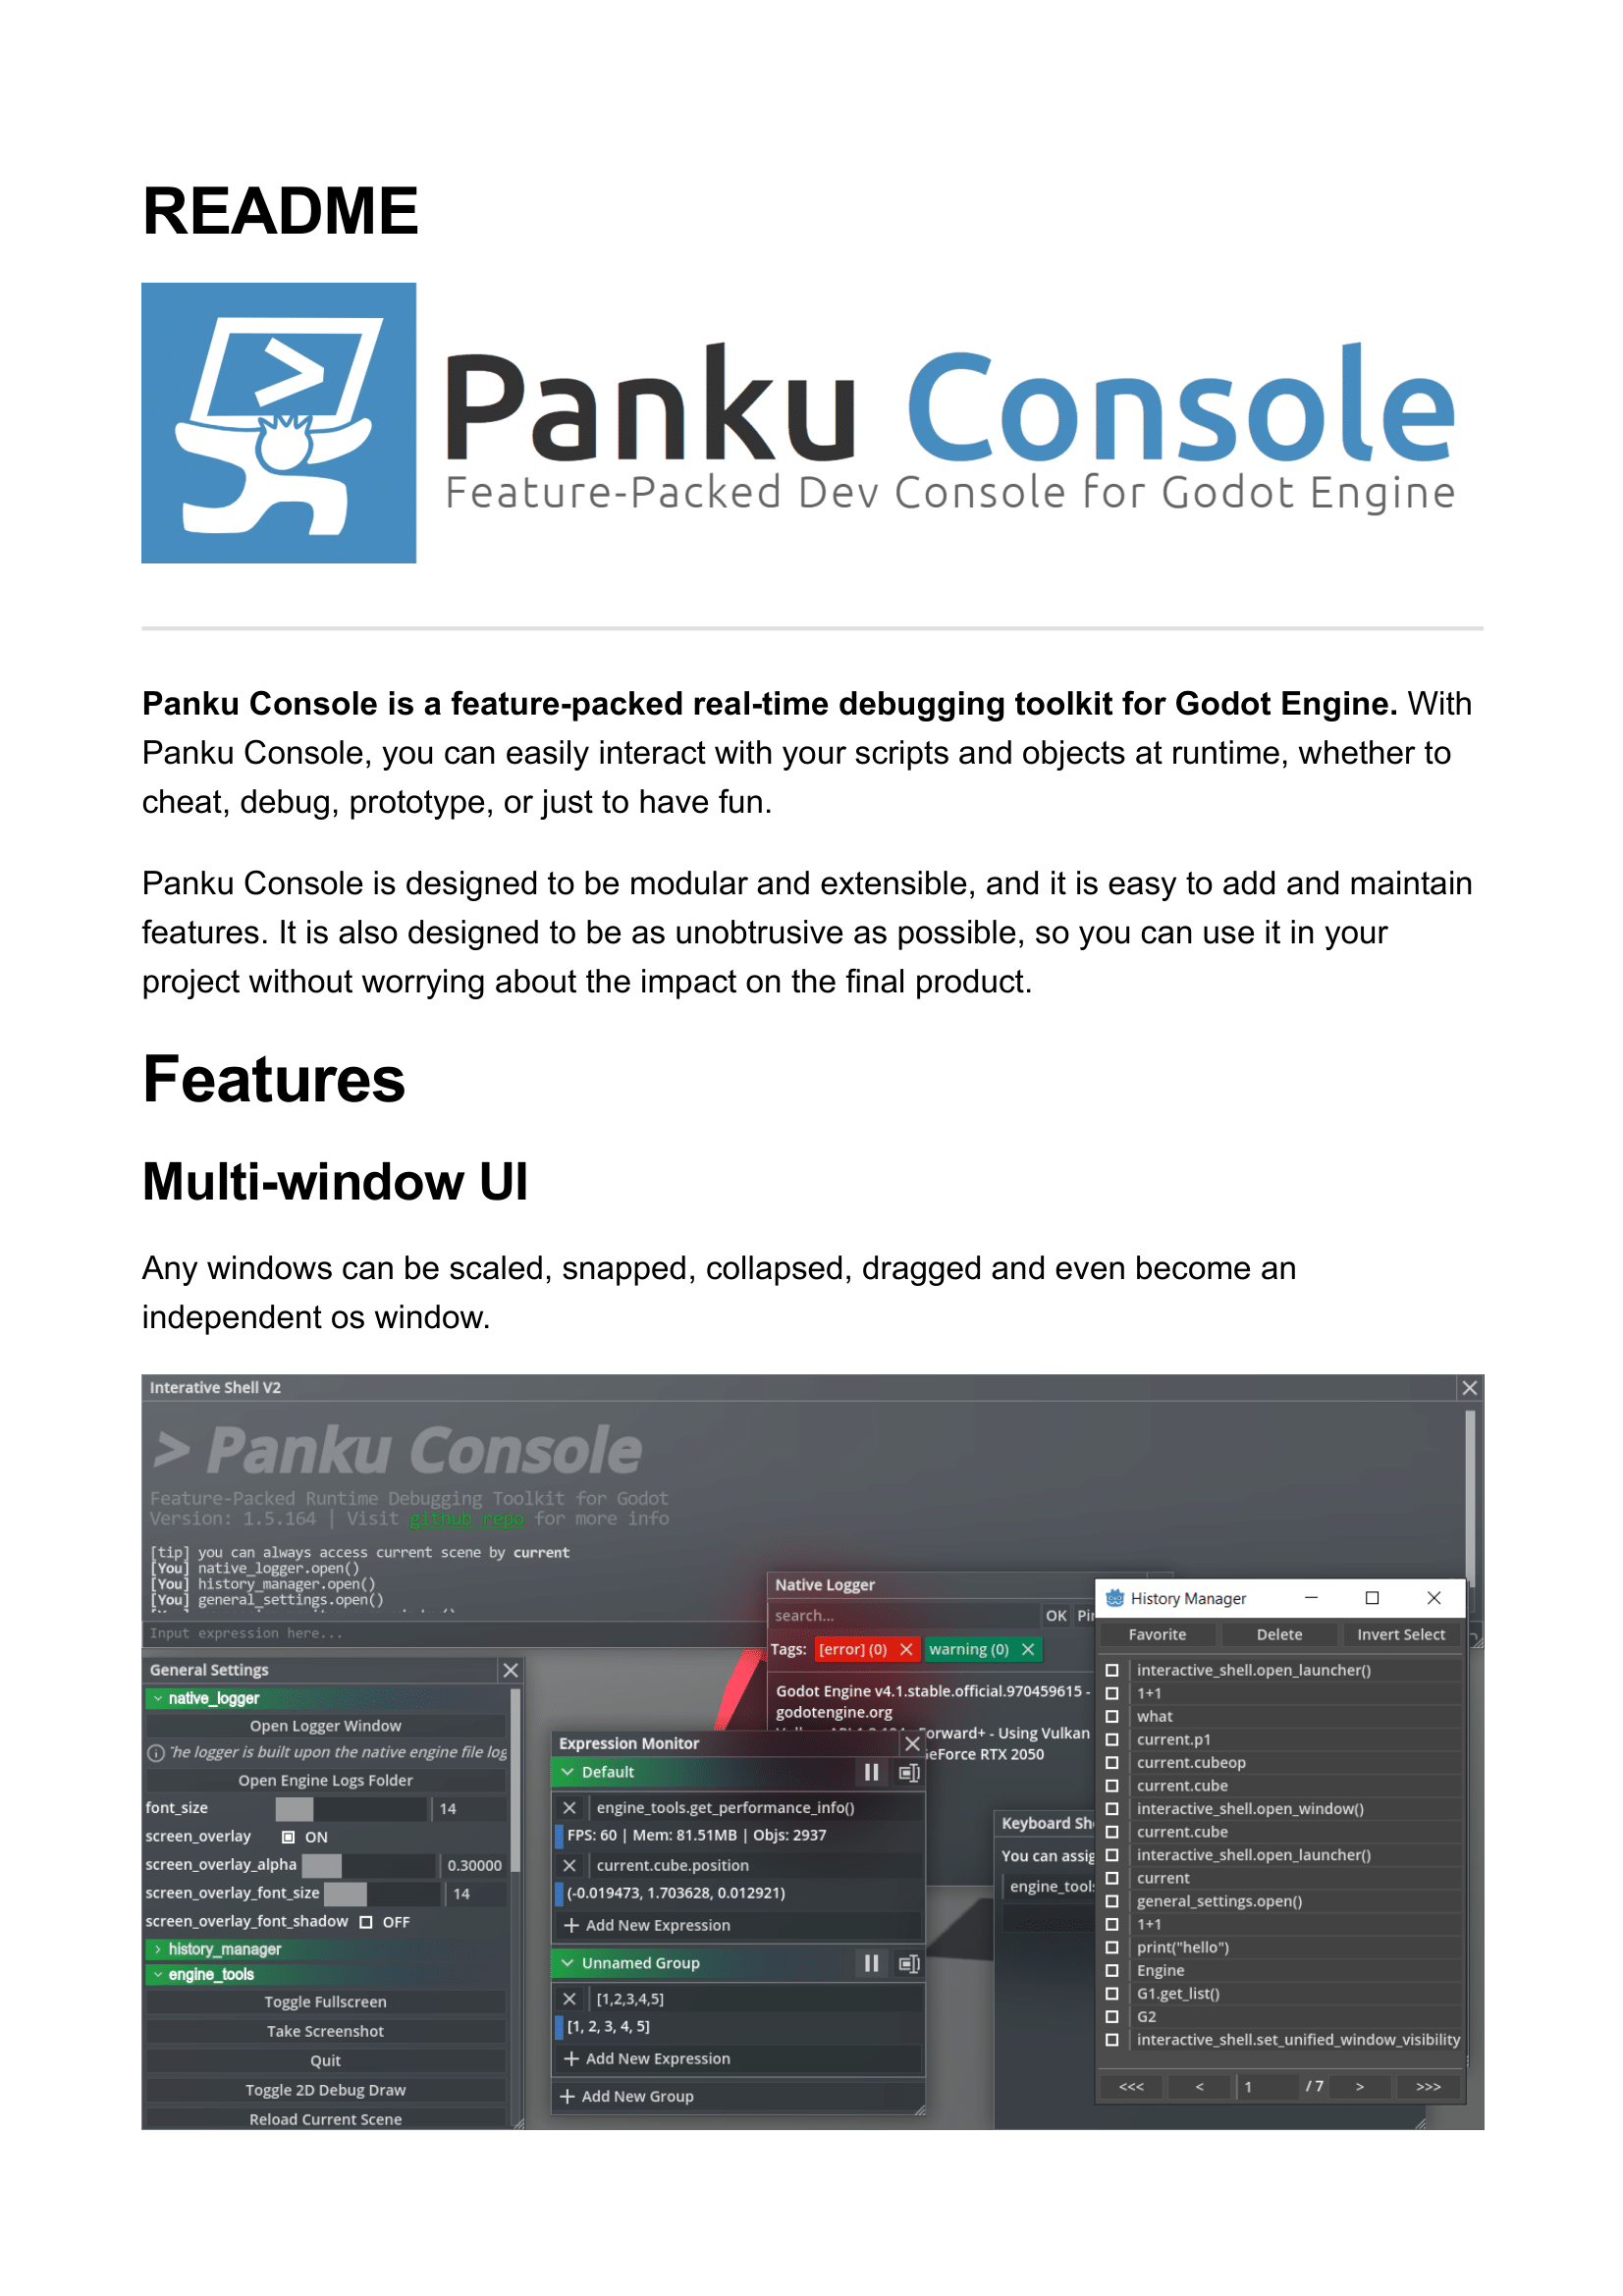 README
Panku Console
Feature-Packed Dev Console for Godot Engine
Panku Console is a feature-packed real-time debugging toolkit for Godot Engine. With
Panku Console, you can easily interact with your scripts and objects at runtime, whether to
cheat, debug, prototype, or just to have fun.
Panku Console is designed to be modular and extensible, and it is easy to add and maintain
features. It is also designed to be as unobtrusive as possible, so you can use it in your
project without worrying about the impact on the final product.
Features
Multi-window UI
Any windows can be scaled, snapped, collapsed, dragged and even become an
independent os window.
Interative Shell V2
> Panku Console
Feature-Packed Runtime Debugging Toolkit for Godot
Version: 1.5.164 | Visit github repo for more info
[tip] you can always access current scene by current
[You] native_logger.open()
[You] history_manager.open()
[You] general_settings.open()
Input expression here...
General Settings
native_logger
Open Logger Window
The logger is built upon the native engine file log
Open Engine Logs Folder
font_size 14
screen_overlay ON
screen_overlay_alpha 0.30000
screen_overlay_font_size 14
screen_overlay_font_shadow OFF
history_manager
engine_tools
Toggle Fullscreen
Take Screenshot
Quit
Toggle 2D Debug Draw
Reload Current Scene
Expression Monitor
Default
engine_tools.get_performance_info()
FPS: 60 | Mem: 81.51MB | Objs: 2937
current.cube.position
(-0.019473, 1.703628, 0.012921)
+ Add New Expression
Unnamed Group
[1,2,3,4,5]
[1, 2, 3, 4, 5]
+ Add New Expression
+ Add New Group
Native Logger
search...
OK
Tags: [error] (0) warning (0)
Godot Engine v4.1.stable.official.970459615 -
godotengine.org
Forward+ - Using Vulkan
GeForce RTX 2050
Keyboard Sh
You can assig
engine_tools
History Manager
Favorite Delete Invert Select
interactive_shell.open_launcher()
1+1
what
current.p1
current.cubeop
current.cube
interactive_shell.open_window()
current.cube
interactive_shell.open_launcher()
current
general_settings.open()
1+1
print("hello")
Engine
G1.get_list()
G2
interactive_shell.set_unified_window_visibility
<<< < 1 / 7 > >>>